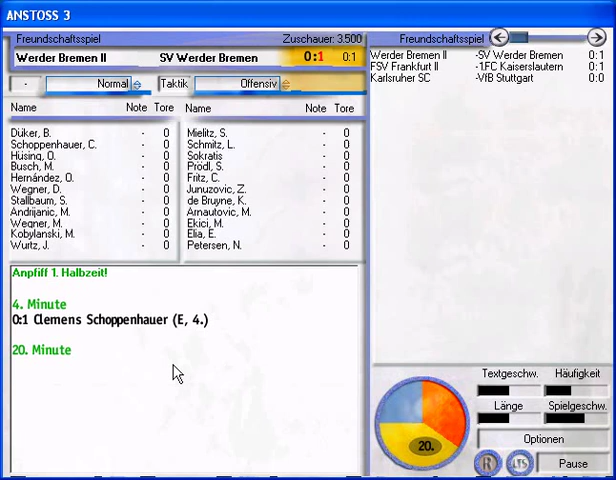 ANSTOSS 3
Freundschaftsspiel Zuschauer: 3.500
Werder Bremen II SV Werder Bremen 0:1 0:1
- Normal Taktik Offensiv
Name Note Tore Name Note Tore
Düker, B. - 0 Mielitz, S. - 0
Schoppenhauer, C. - 0 Schmitz, L. - 0
Hüsing, O. - 0 Sokratis - 0
Busch, M. - 0 Prödl, S. - 0
Hernández, O. - 0 Fritz, C. - 0
Wegner, D. - 0 Junuzovic, Z. - 0
Stallbaum, S. - 0 de Bruyne, K. - 0
Andrijanic, M. - 0 Arnautovic, M. - 0
Wegner, M. - 0 Ekici, M. - 0
Kobylanski, M. - 0 Elia, E. - 0
Wurtz, J. - 0 Petersen, N. - 0
Anpfiff 1. Halbzeit!
4. Minute
0:1 Clemens Schoppenhauer (E, 4.)
20. Minute
Freundschaftsspiel
Werder Bremen II -SV Werder Bremen 0:1
FSV Frankfurt II -1.FC Kaiserslautern 0:1
Karlsruher SC -VfB Stuttgart 0:0
Textgeschw. Häufigkeit
Länge Spielgeschw.
20.
Optionen
R LTS Pause